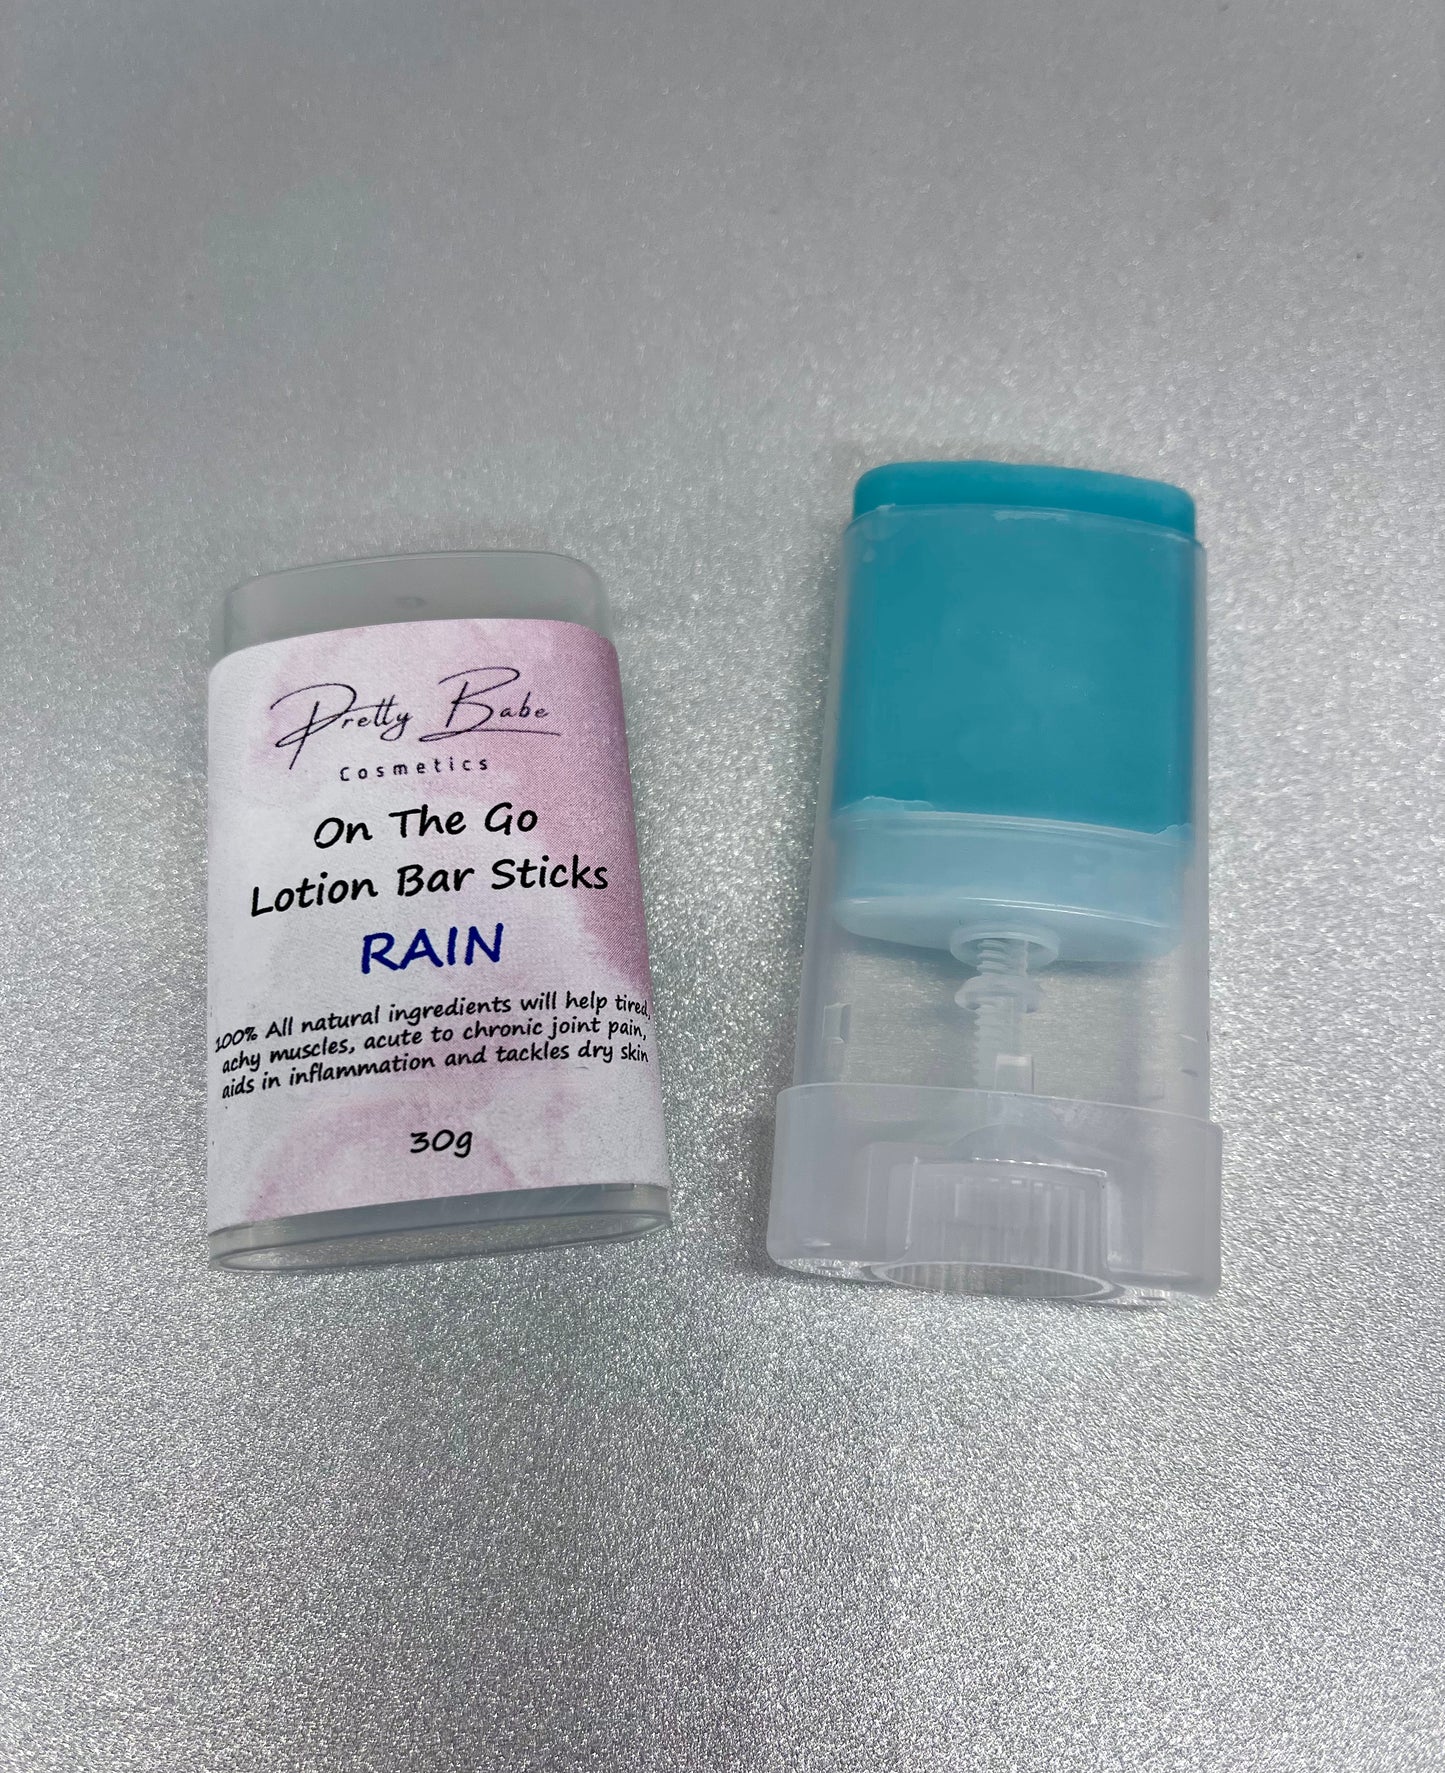 Pretty Babe
Cosmetics
On The Go
Lotion Bar Sticks
RAIN
100% All natural ingredients will help tired,
achy muscles, acute to chronic joint pain,
aids in inflammation and tackles dry skin
30g